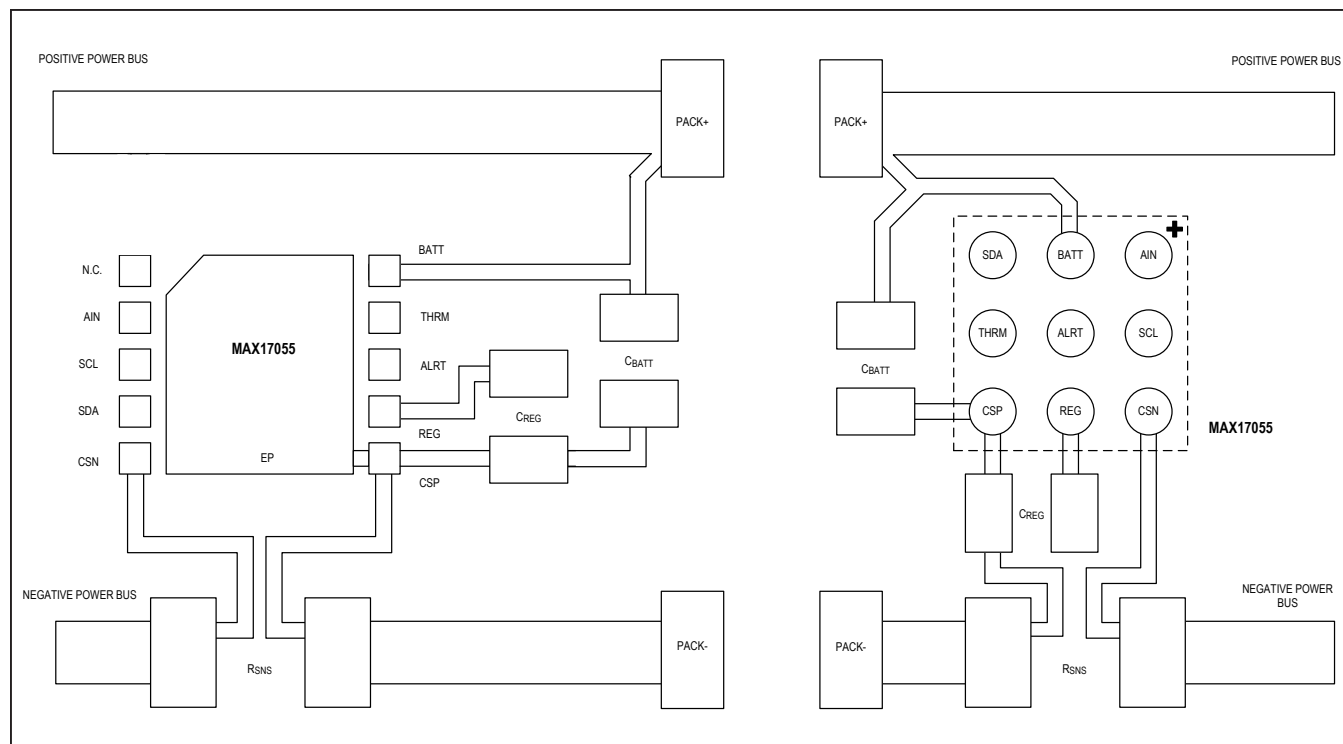 POSITIVE POWER BUS
PACK+
BATT
N.C.
AIN
THRM
MAX17055
SCL
ALRT
CBATT
SDA
CREG
REG
CSN
EP
CSP
NEGATIVE POWER BUS
RSNS
PACK-
POSITIVE POWER BUS
PACK+
SDA
BATT
AIN
THRM
ALRT
SCL
CBATT
CSP
REG
CSN
MAX17055
CREG
NEGATIVE POWER
BUS
PACK-
RSNS